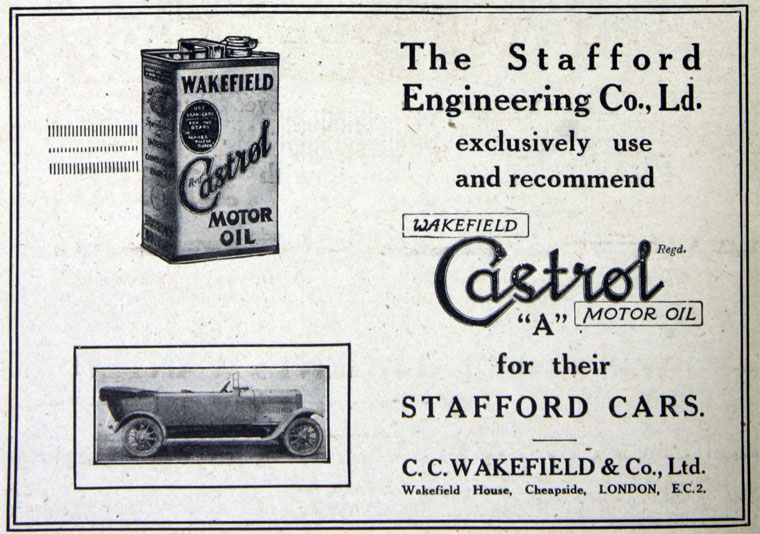 WAKEFIELD
Castrol
MOTOR
OIL
The Stafford
Engineering Co., Ld.
exclusively use
and recommend
WAKEFIELD
Castrol Regd.
"A" MOTOR OIL
for their
STAFFORD CARS.
C. C. WAKEFIELD & Co., Ltd.
Wakefield House, Cheapside, LONDON, E.C.2.